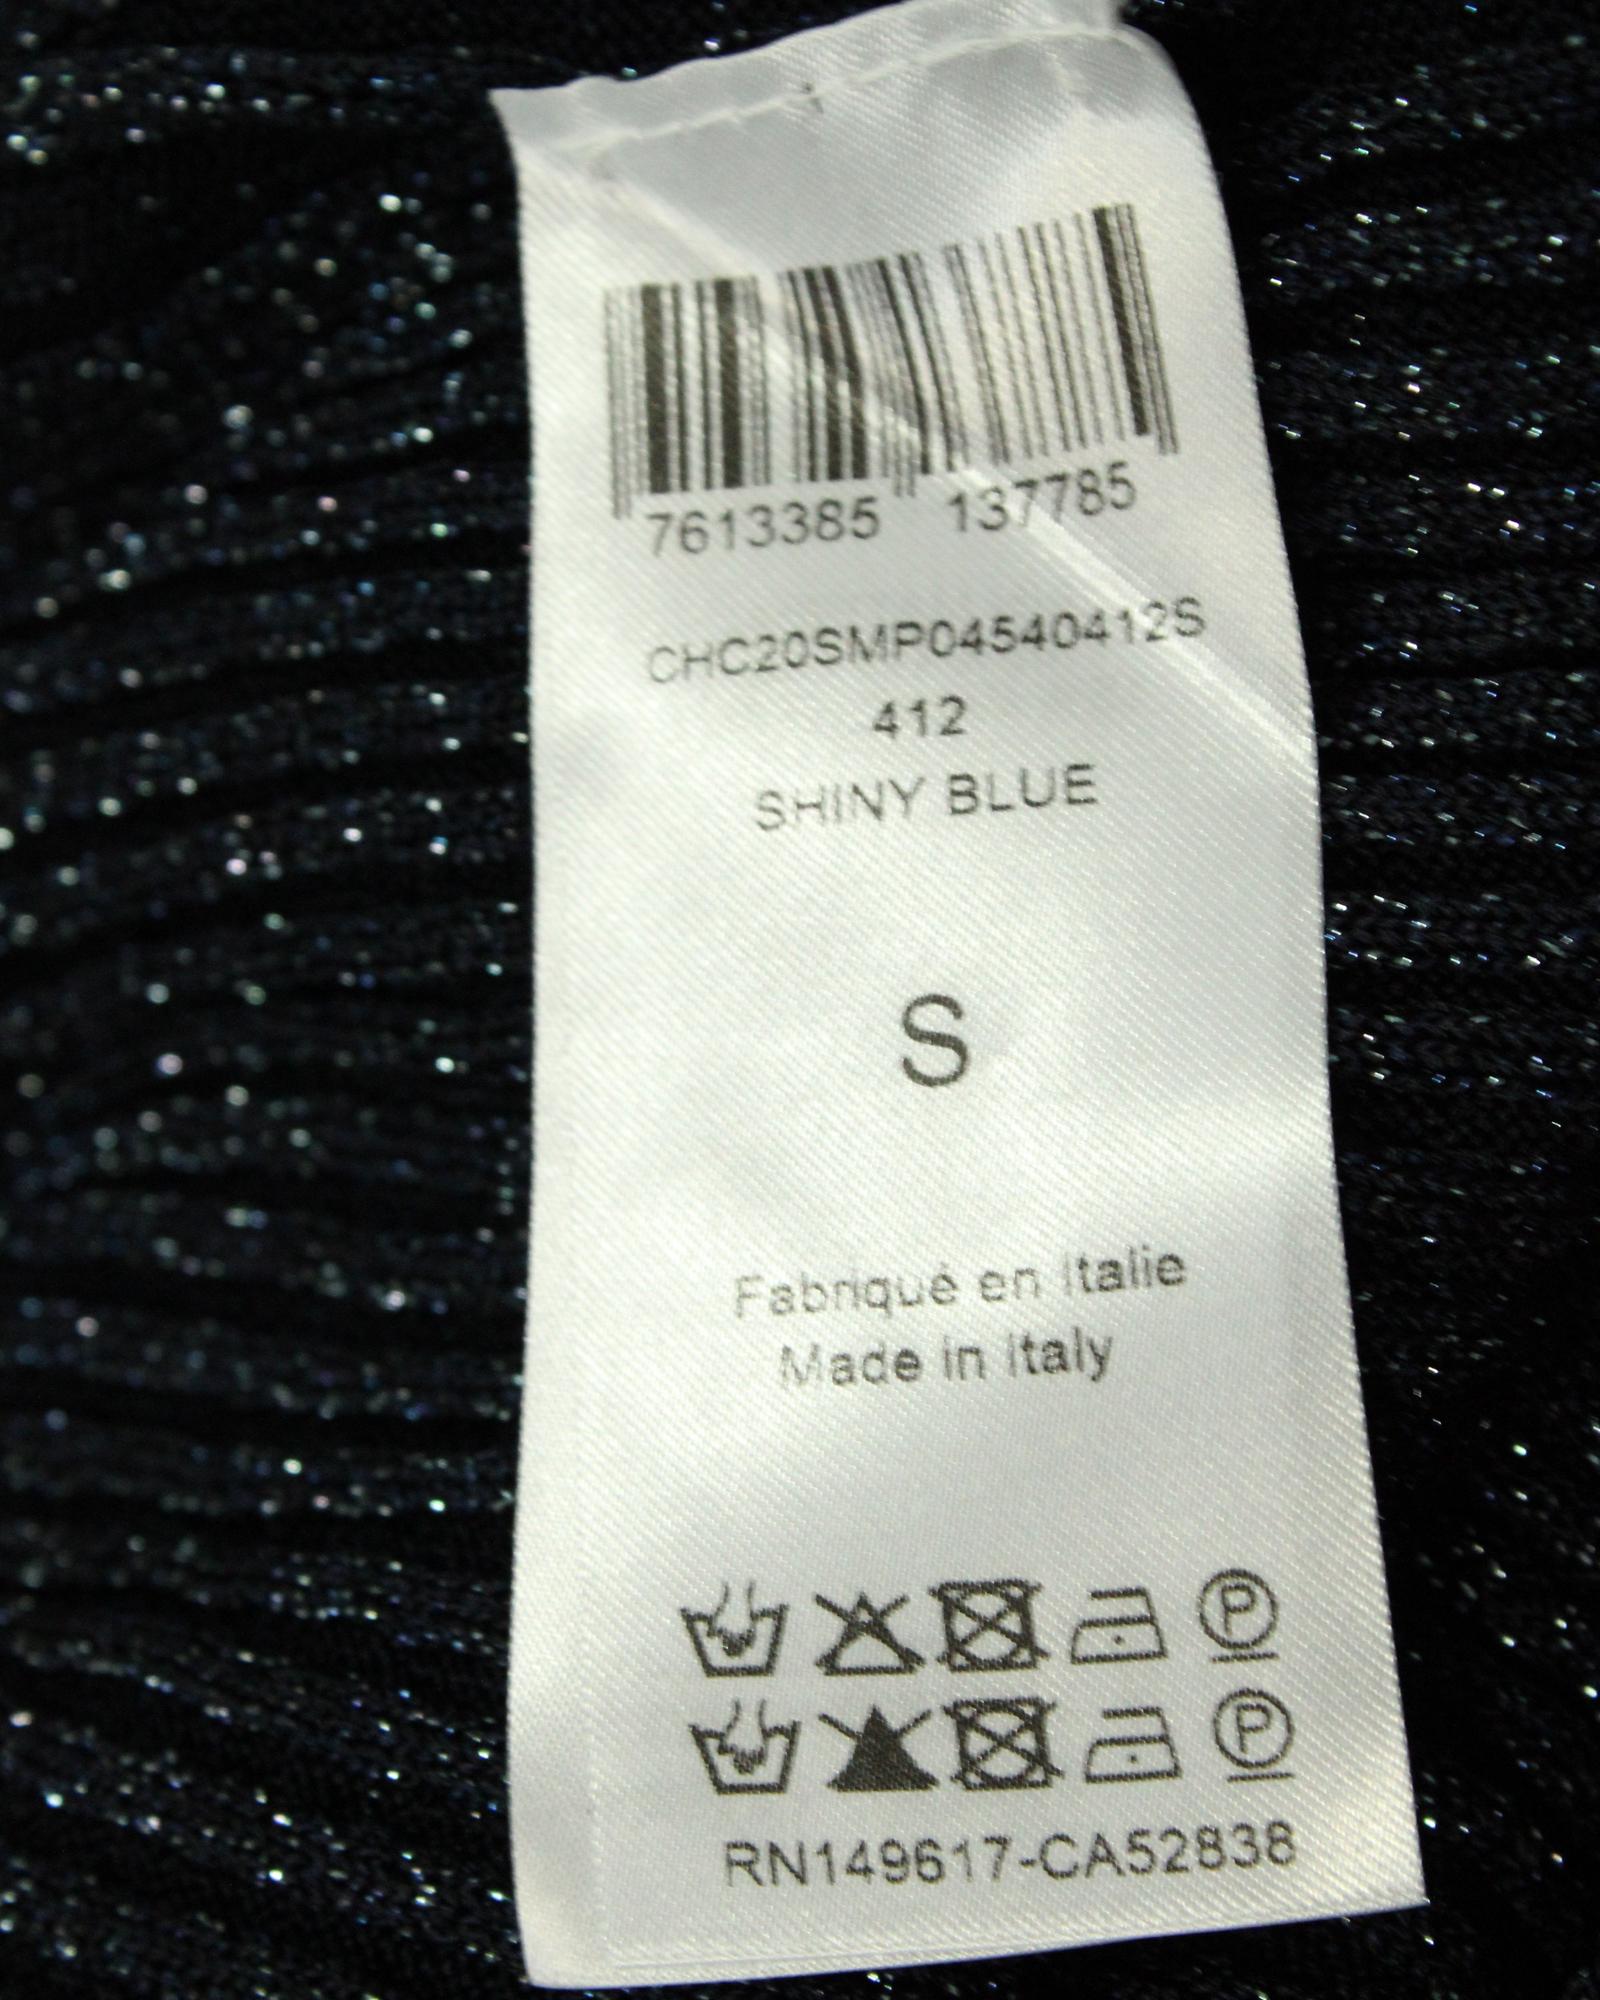 7613385 137785
CHC20SMP04540412S
412
SHINY BLUE
S
Fabriqué en Italie
Made in Italy
P
P
RN149617-CA52838